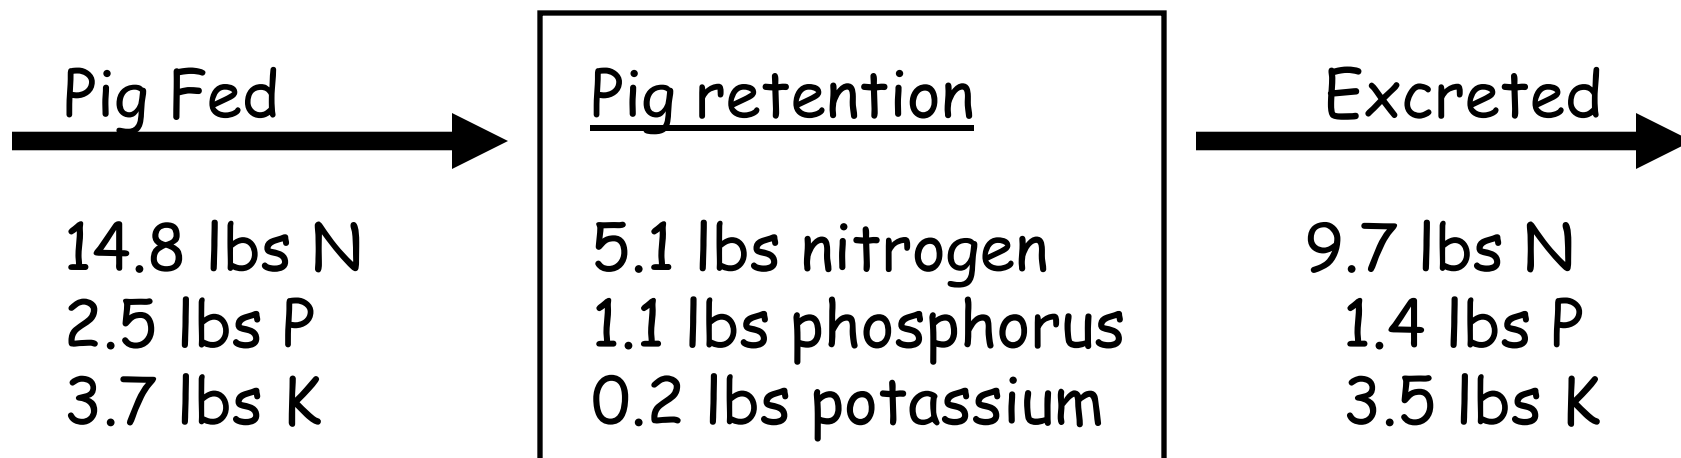 Pig Fed
14.8 lbs N
2.5 lbs P
3.7 lbs K
Pig retention
5.1 lbs nitrogen
1.1 lbs phosphorus
0.2 lbs potassium
Excreted
9.7 lbs N
1.4 lbs P
3.5 lbs K